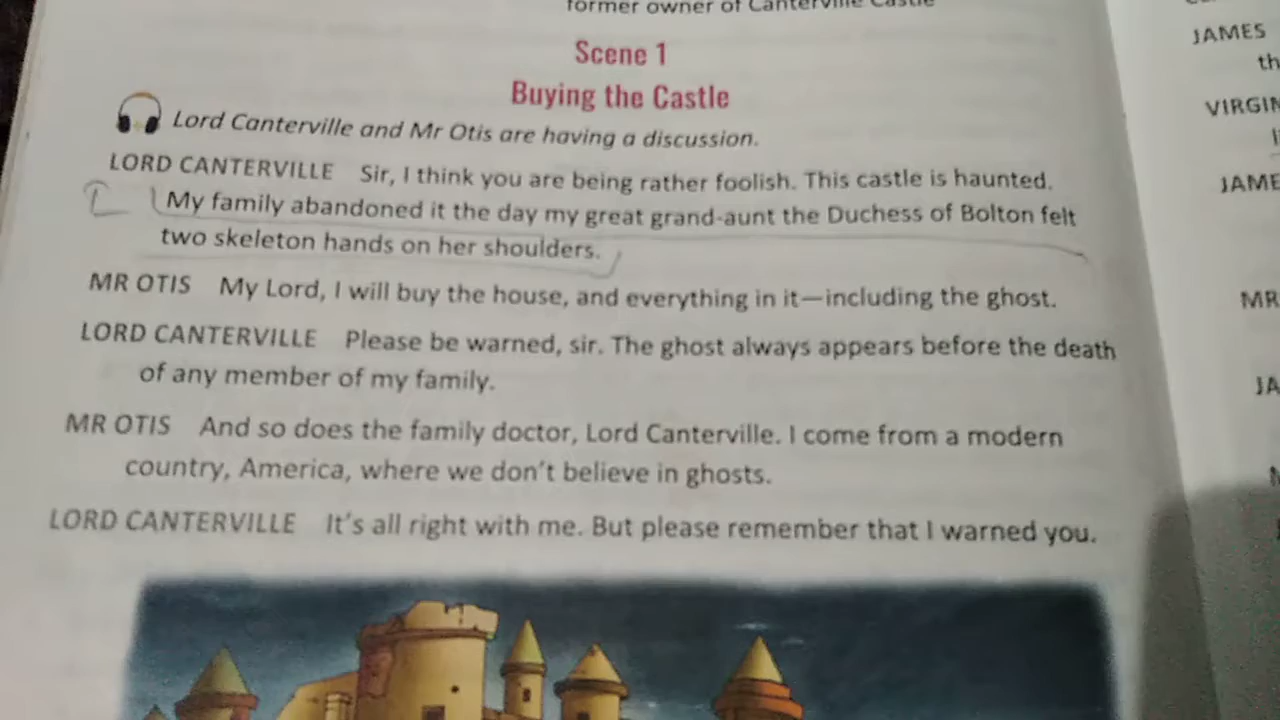 former owner of Canterville Castle
Scene 1
Buying the Castle
Lord Canterville and Mr Otis are having a discussion.
LORD CANTERVILLE Sir, I think you are being rather foolish. This castle is haunted.
My family abandoned it the day my great grand-aunt the Duchess of Bolton felt
two skeleton hands on her shoulders.
MR OTIS My Lord, I will buy the house, and everything in it—including the ghost.
LORD CANTERVILLE Please be warned, sir. The ghost always appears before the death
of any member of my family.
MR OTIS And so does the family doctor, Lord Canterville. I come from a modern
country, America, where we don't believe in ghosts.
LORD CANTERVILLE It's all right with me. But please remember that I warned you.
JAMES
th
VIRGIN
JAME
MR
JA